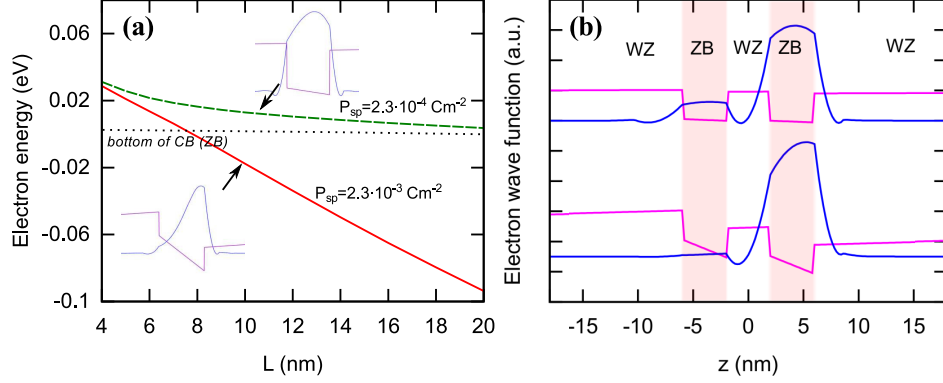 (a)
0.06
0.02
-0.02
-0.06
-0.1
Electron energy (eV)
P_sp=2.3·10⁻⁴ Cm⁻²
bottom of CB (ZB)
P_sp=2.3·10⁻³ Cm⁻²
4 6 8 10 12 14 16 18 20
L (nm)
(b)
Electron wave function (a.u.)
WZ ZB WZ ZB WZ
-15 -10 -5 0 5 10 15
z (nm)